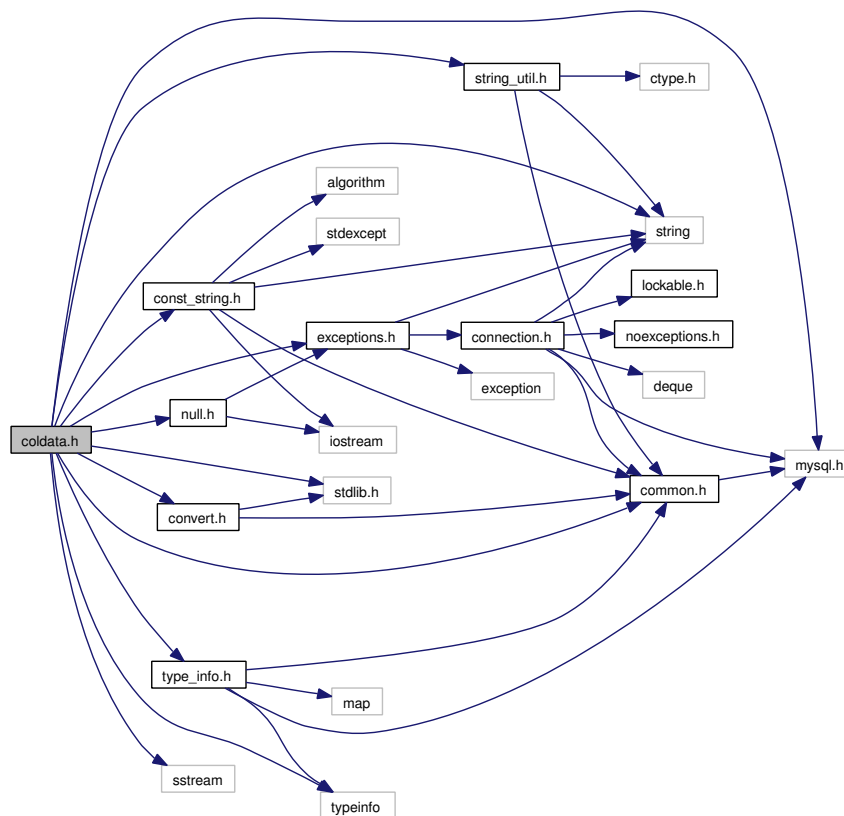 string_util.h
ctype.h
algorithm
string
stdexcept
lockable.h
const_string.h
exceptions.h
connection.h
noexceptions.h
exception
deque
null.h
coldata.h
iostream
mysql.h
stdlib.h
common.h
convert.h
type_info.h
map
sstream
typeinfo